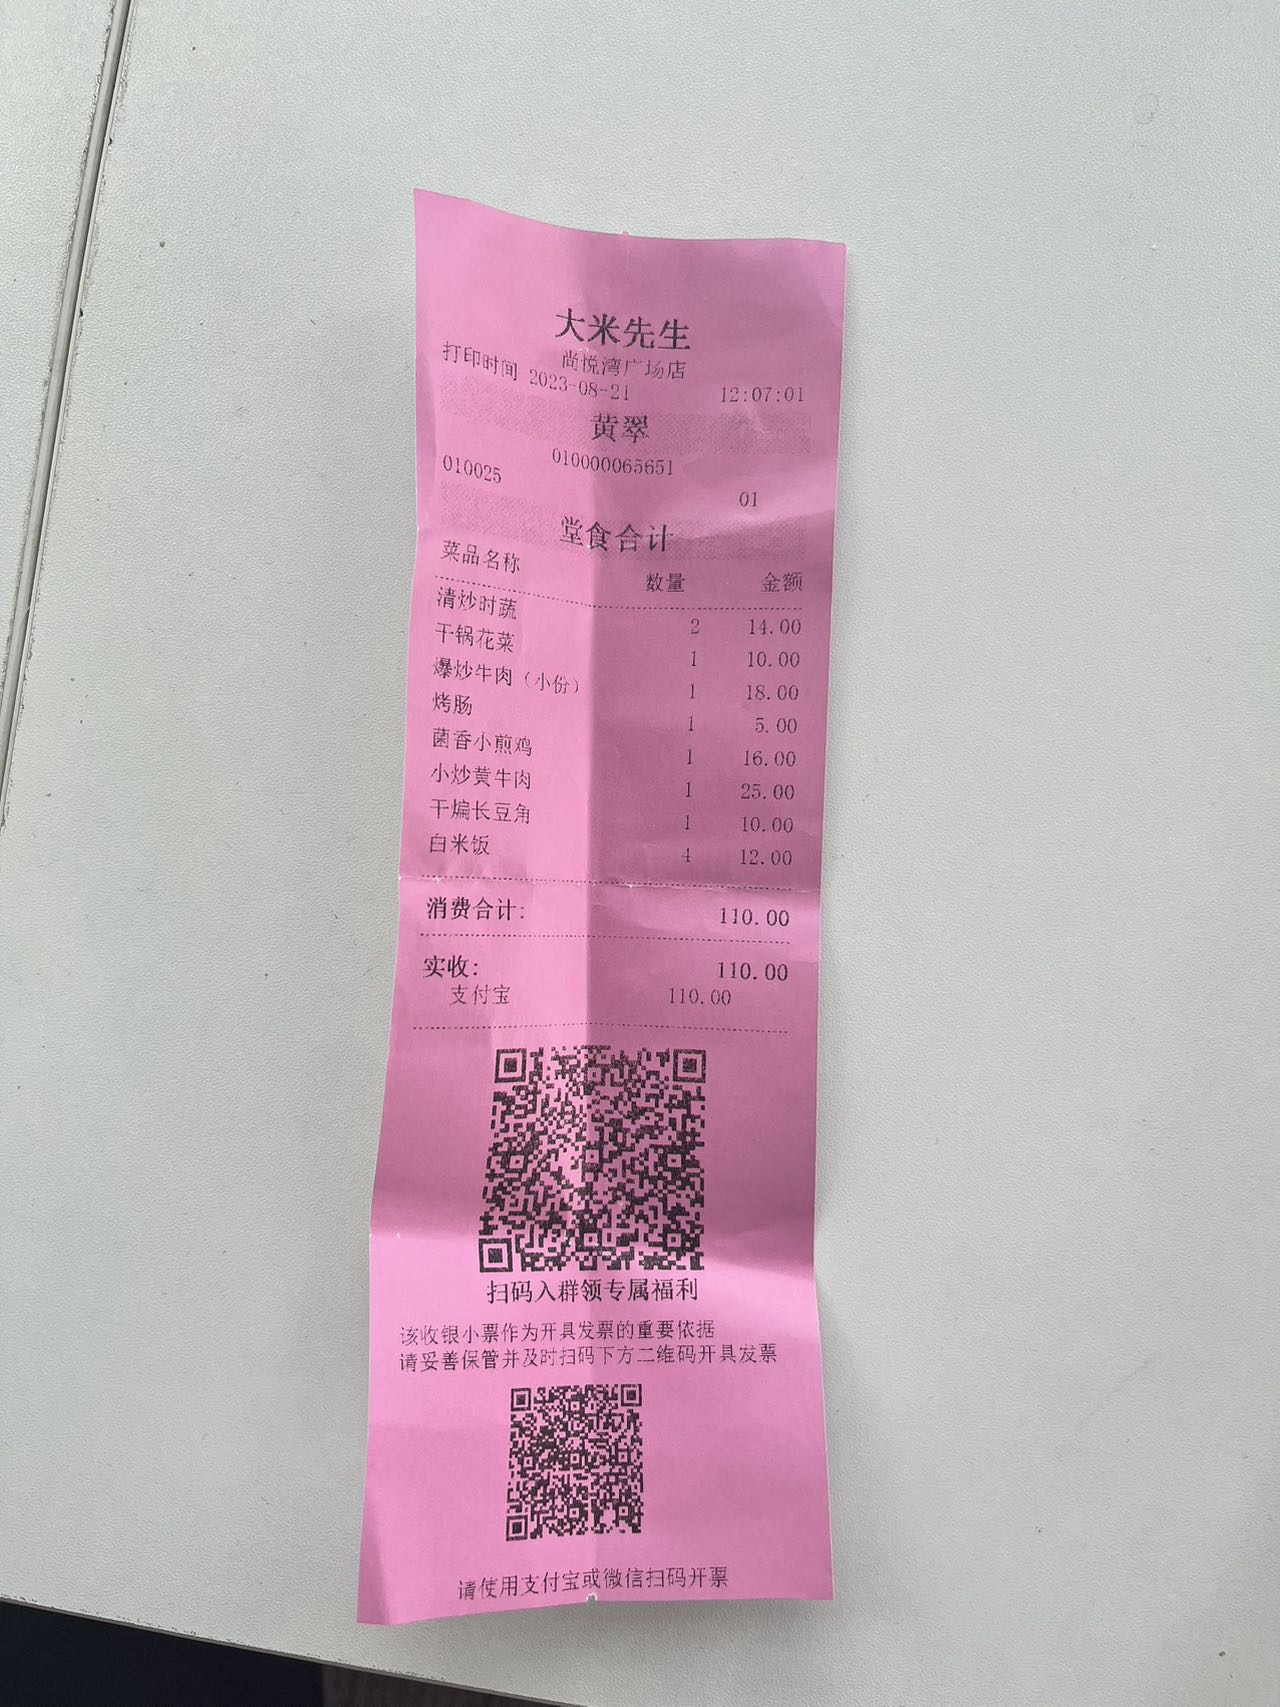 大米先生
尚悦湾广场店
打印时间 2023-08-21 12:07:01
黄翠
010025 010000065651 01
堂食合计
菜品名称 数量 金额
清炒时蔬 2 14.00
干锅花菜 1 10.00
爆炒牛肉（小份） 1 18.00
烤肠 1 5.00
菌香小煎鸡 1 16.00
小炒黄牛肉 1 25.00
干煸长豆角 1 10.00
白米饭 4 12.00
消费合计: 110.00
实收: 110.00
支付宝 110.00
扫码入群领专属福利
该收银小票作为开具发票的重要依据
请妥善保管并及时扫码下方二维码开具发票
请使用支付宝或微信扫码开票